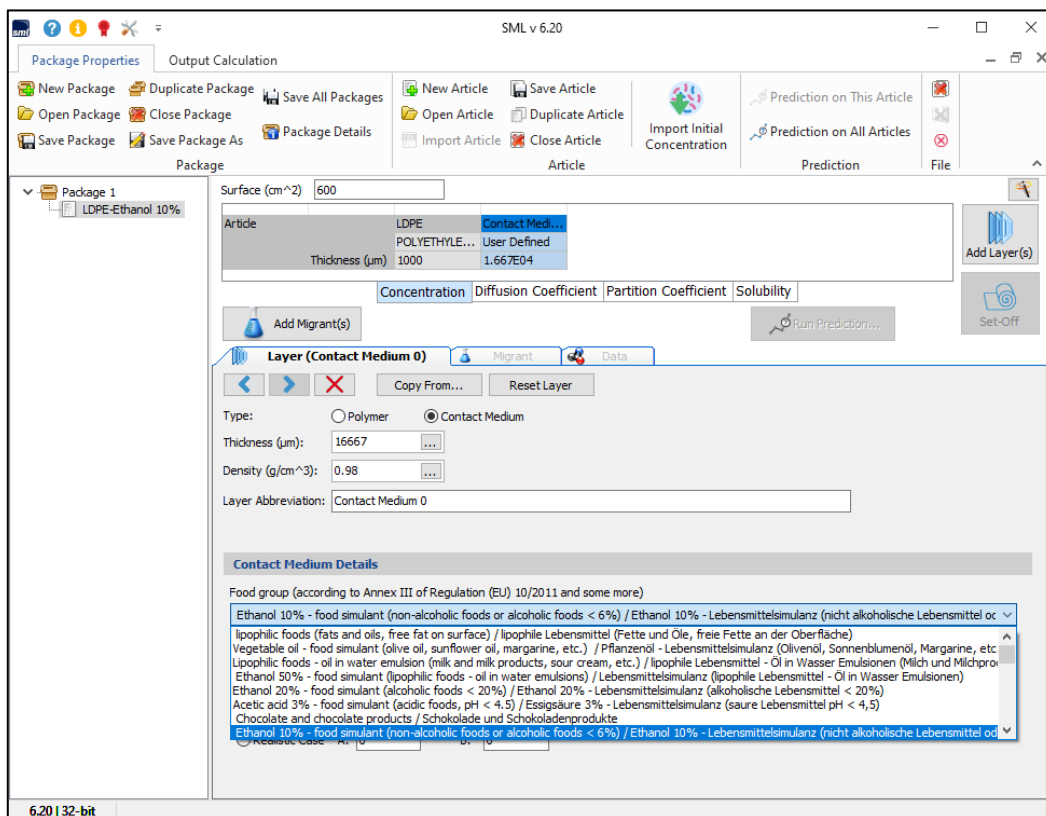 sml SML v 6.20
Package Properties Output Calculation
New Package Duplicate Package Save All Packages New Article Save Article Prediction on This Article
Open Package Close Package Open Article Duplicate Article Import Initial Concentration
Save Package Save Package As Package Details Import Article Close Article Prediction on All Articles
Package Article Prediction File
Package 1
LDPE-Ethanol 10%
Surface (cm^2) 600
Article LDPE Contact Medi...
POLYETHYLE... User Defined
Thickness (µm) 1000 1.667E04
Add Layer(s)
Concentration Diffusion Coefficient Partition Coefficient Solubility
Add Migrant(s) Run Prediction... Set-Off
Layer (Contact Medium 0) Migrant Data
Copy From... Reset Layer
Type: Polymer Contact Medium
Thickness (µm): 16667 ...
Density (g/cm^3): 0.98 ...
Layer Abbreviation: Contact Medium 0
Contact Medium Details
Food group (according to Annex III of Regulation (EU) 10/2011 and some more)
Ethanol 10% - food simulant (non-alcoholic foods or alcoholic foods < 6%) / Ethanol 10% - Lebensmittelsimulanz (nicht alkoholische Lebensmittel oc
lipophilic foods (fats and oils, free fat on surface) / lipophile Lebensmittel (Fette und Öle, freie Fette an der Oberfläche)
Vegetable oil - food simulant (olive oil, sunflower oil, margarine, etc.) / Pflanzenöl - Lebensmittelsimulanz (Olivenöl, Sonnenblumenöl, Margarine, etc
Lipophilic foods - oil in water emulsion (milk and milk products, sour cream, etc.) / lipophile Lebensmittel - Öl in Wasser Emulsionen (Milch und Milchpro
Ethanol 50% - food simulant (lipophilic foods - oil in water emulsions) / Lebensmittelsimulanz (lipophile Lebensmittel - Öl in Wasser Emulsionen)
Ethanol 20% - food simulant (alcoholic foods < 20%) / Ethanol 20% - Lebensmittelsimulanz (alkoholische Lebensmittel < 20%)
Acetic acid 3% - food simulant (acidic foods, pH < 4.5) / Essigsäure 3% - Lebensmittelsimulanz (saure Lebensmittel pH < 4,5)
Chocolate and chocolate products / Schokolade und Schokoladenprodukte
Ethanol 10% - food simulant (non-alcoholic foods or alcoholic foods < 6%) / Ethanol 10% - Lebensmittelsimulanz (nicht alkoholische Lebensmittel od
Realistic Case A: 0 B: 0
6.20 | 32-bit